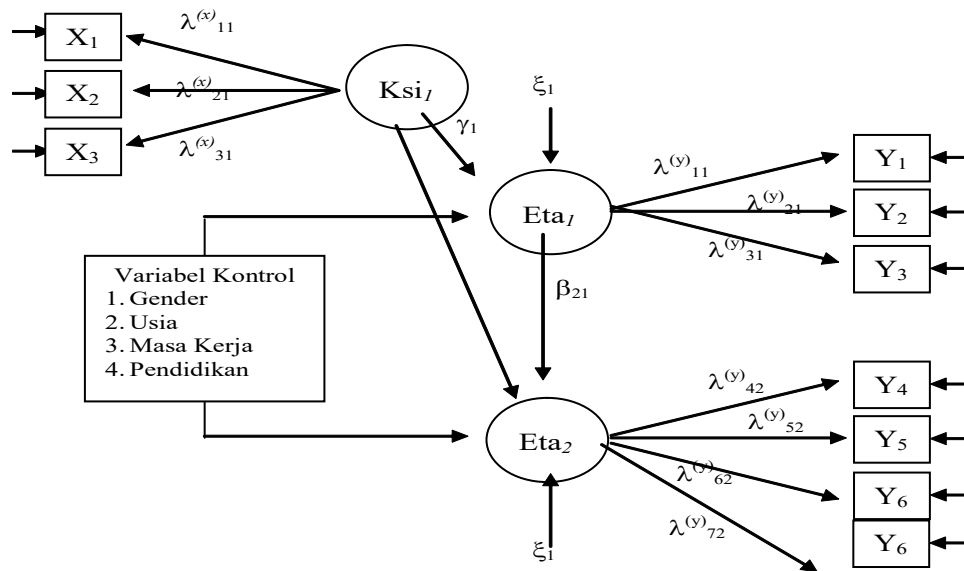 X₁
λ⁽ˣ⁾₁₁
X₂
λ⁽ˣ⁾₂₁
X₃
λ⁽ˣ⁾₃₁
Ksi₁
γ₁
ξ₁
Eta₁
λ⁽ʸ⁾₁₁
Y₁
λ⁽ʸ⁾₂₁
Y₂
λ⁽ʸ⁾₃₁
Y₃
Variabel Kontrol
1. Gender
2. Usia
3. Masa Kerja
4. Pendidikan
β₂₁
Eta₂
ξ₁
λ⁽ʸ⁾₄₂
Y₄
λ⁽ʸ⁾₅₂
Y₅
λ⁽ʸ⁾₆₂
Y₆
λ⁽ʸ⁾₇₂
Y₆